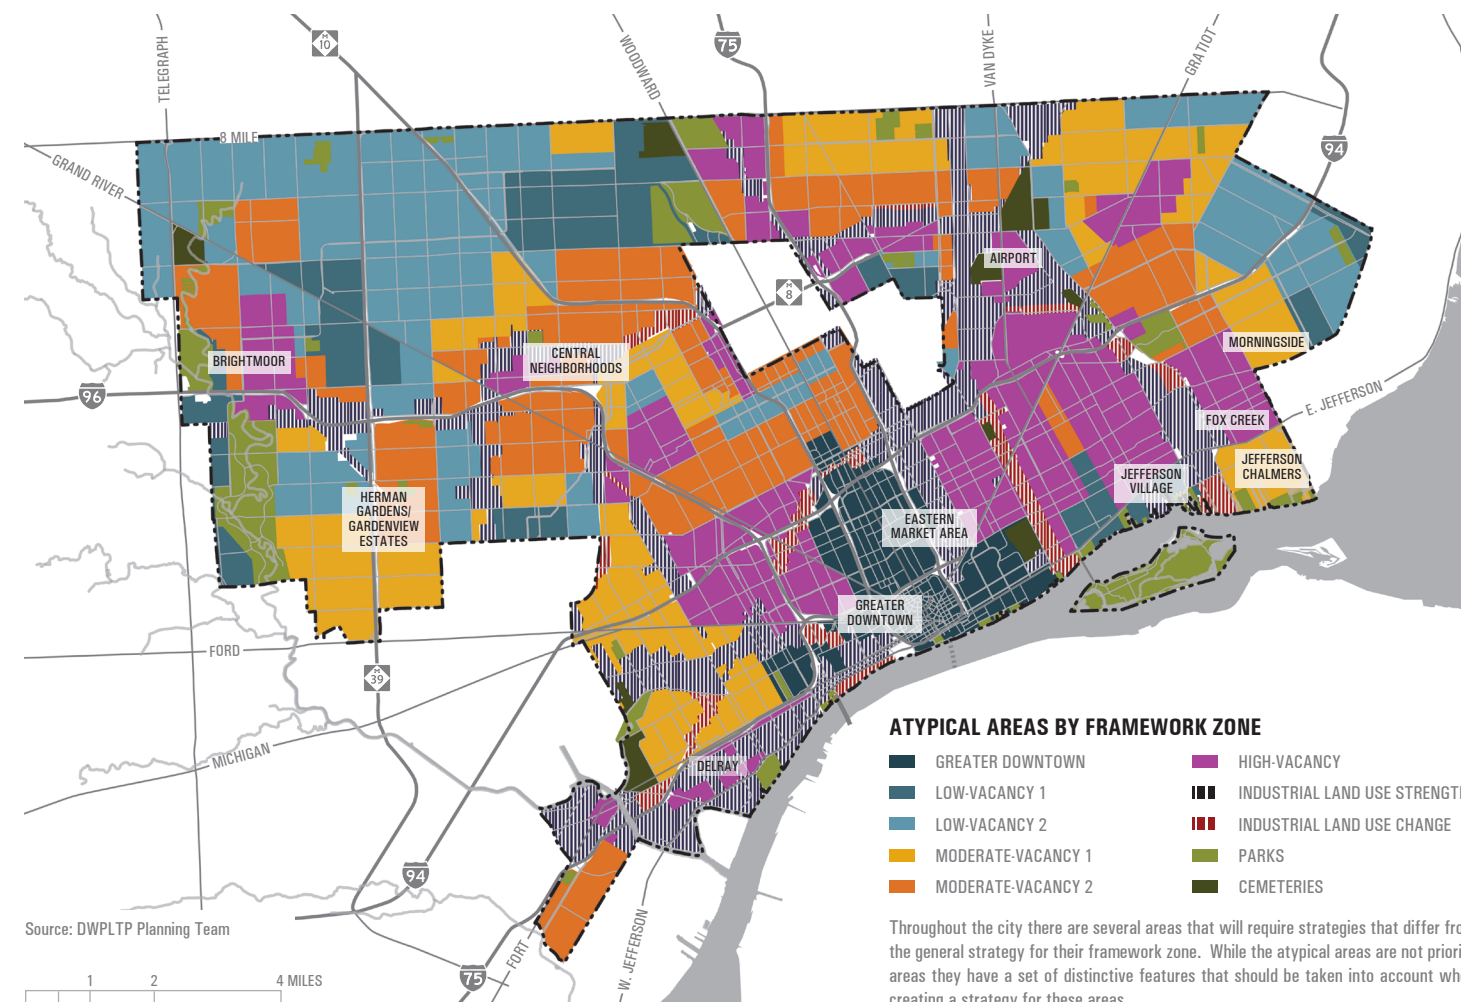 M
10
75
TELEGRAPH
WOODWARD
VAN DYKE
GRATIOT
8 MILE
94
GRAND RIVER
AIRPORT
M
8
BRIGHTMOOR
CENTRAL
NEIGHBORHOODS
MORNINGSIDE
96
E. JEFFERSON
FOX CREEK
JEFFERSON
CHALMERS
JEFFERSON
VILLAGE
HERMAN
GARDENS/
GARDENVIEW
ESTATES
EASTERN
MARKET AREA
GREATER
DOWNTOWN
FORD
M
39
MICHIGAN
DELRAY
94
FORT
W. JEFFERSON
75
ATYPICAL AREAS BY FRAMEWORK ZONE
GREATER DOWNTOWN
LOW-VACANCY 1
LOW-VACANCY 2
MODERATE-VACANCY 1
MODERATE-VACANCY 2
HIGH-VACANCY
INDUSTRIAL LAND USE STRENGT
INDUSTRIAL LAND USE CHANGE
PARKS
CEMETERIES
Source: DWPLTP Planning Team
1 2 4 MILES
Throughout the city there are several areas that will require strategies that differ fro
the general strategy for their framework zone. While the atypical areas are not priori
areas they have a set of distinctive features that should be taken into account wh
creating a strategy for these areas